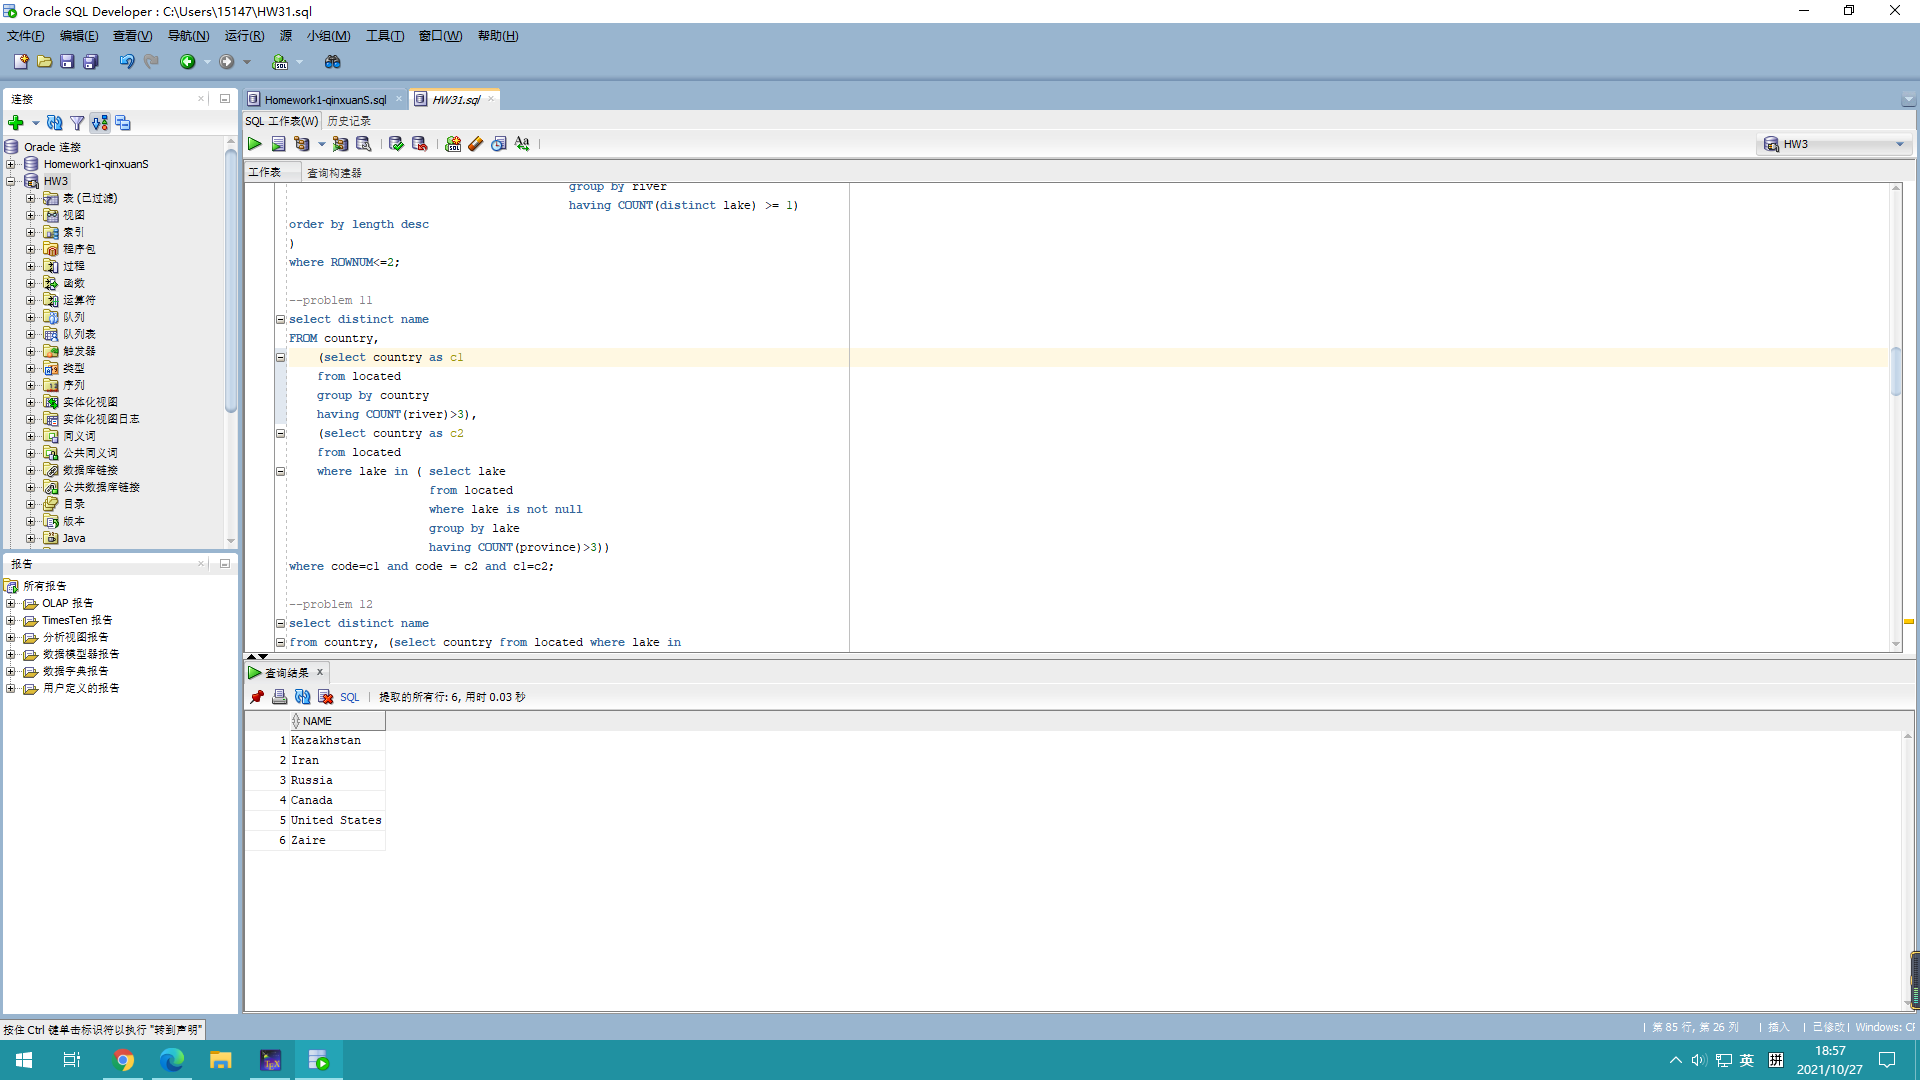 Oracle SQL Developer : C:\Users\15147\HW31.sql
文件(F) 编辑(E) 查看(V) 导航(N) 运行(R) 源 小组(M) 工具(T) 窗口(W) 帮助(H)
连接
Oracle 连接
Homework1-qinxuanS
HW3
表 (已过滤)
视图
索引
程序包
过程
函数
运算符
队列
队列表
触发器
类型
序列
实体化视图
实体化视图日志
同义词
公共同义词
数据库链接
公共数据库链接
目录
版本
Java
报告
所有报告
OLAP 报告
TimesTen 报告
分析视图报告
数据模型器报告
数据字典报告
用户定义的报告
Homework1-qinxuanS.sql
HW31.sql
SQL 工作表(W) 历史记录
HW3
工作表 查询构建器
group by river
having COUNT(distinct lake) >= 1)
order by length desc
)
where ROWNUM<=2;
--problem 11
select distinct name
FROM country,
(select country as c1
from located
group by country
having COUNT(river)>3),
(select country as c2
from located
where lake in ( select lake
from located
where lake is not null
group by lake
having COUNT(province)>3))
where code=c1 and code = c2 and c1=c2;
--problem 12
select distinct name
from country, (select country from located where lake in
查询结果
SQL | 提取的所有行: 6, 用时 0.03 秒
NAME
1 Kazakhstan
2 Iran
3 Russia
4 Canada
5 United States
6 Zaire
按住 Ctrl 键单击标识符以执行 "转到声明"
第 85 行, 第 26 列 | 插入 | 已修改 | Windows: CF
英 拼
18:57
2021/10/27